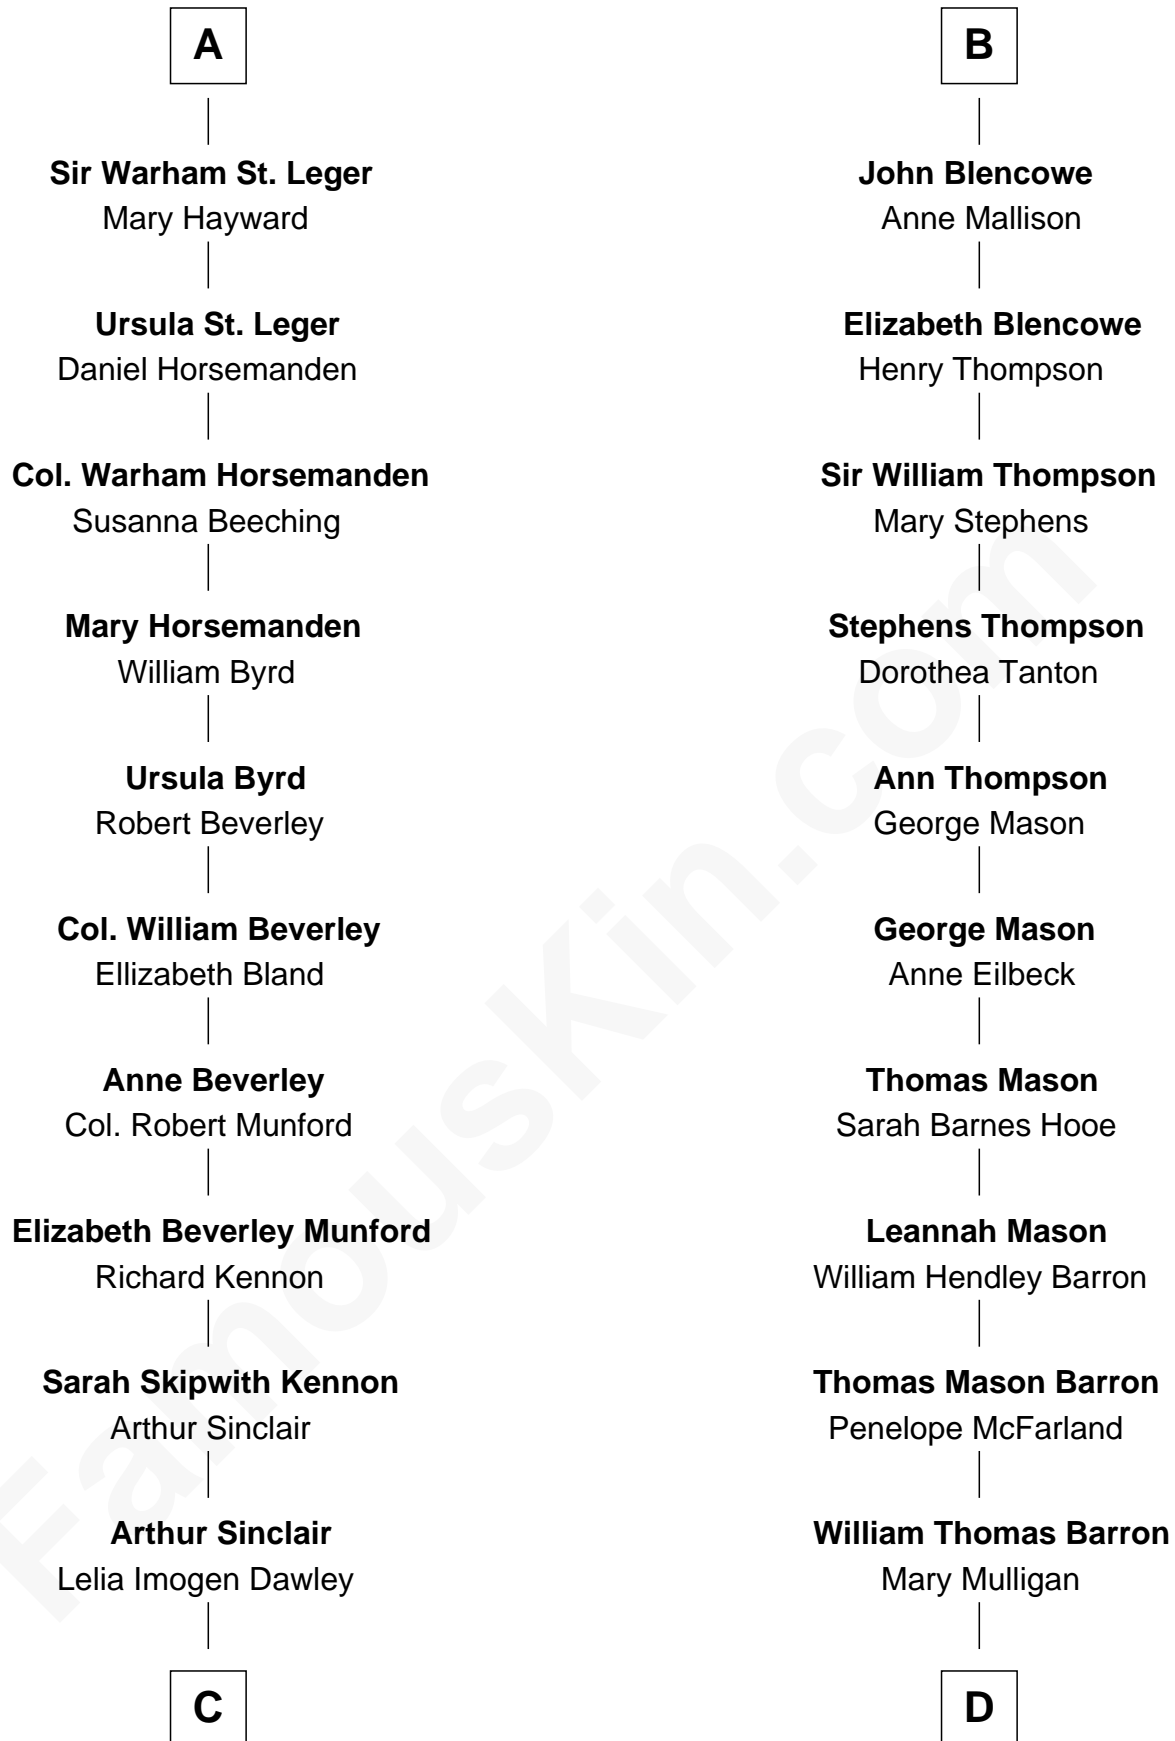 A
Sir Warham St. Leger
Mary Hayward
Ursula St. Leger
Daniel Horsemanden
Col. Warham Horsemanden
Susanna Beeching
Mary Horsemanden
William Byrd
Ursula Byrd
Robert Beverley
Col. William Beverley
Ellizabeth Bland
Anne Beverley
Col. Robert Munford
Elizabeth Beverley Munford
Richard Kennon
Sarah Skipwith Kennon
Arthur Sinclair
Arthur Sinclair
Lelia Imogen Dawley
C
B
John Blencowe
Anne Mallison
Elizabeth Blencowe
Henry Thompson
Sir William Thompson
Mary Stephens
Stephens Thompson
Dorothea Tanton
Ann Thompson
George Mason
George Mason
Anne Eilbeck
Thomas Mason
Sarah Barnes Hooe
Leannah Mason
William Hendley Barron
Thomas Mason Barron
Penelope McFarland
William Thomas Barron
Mary Mulligan
D
FamousKin.com